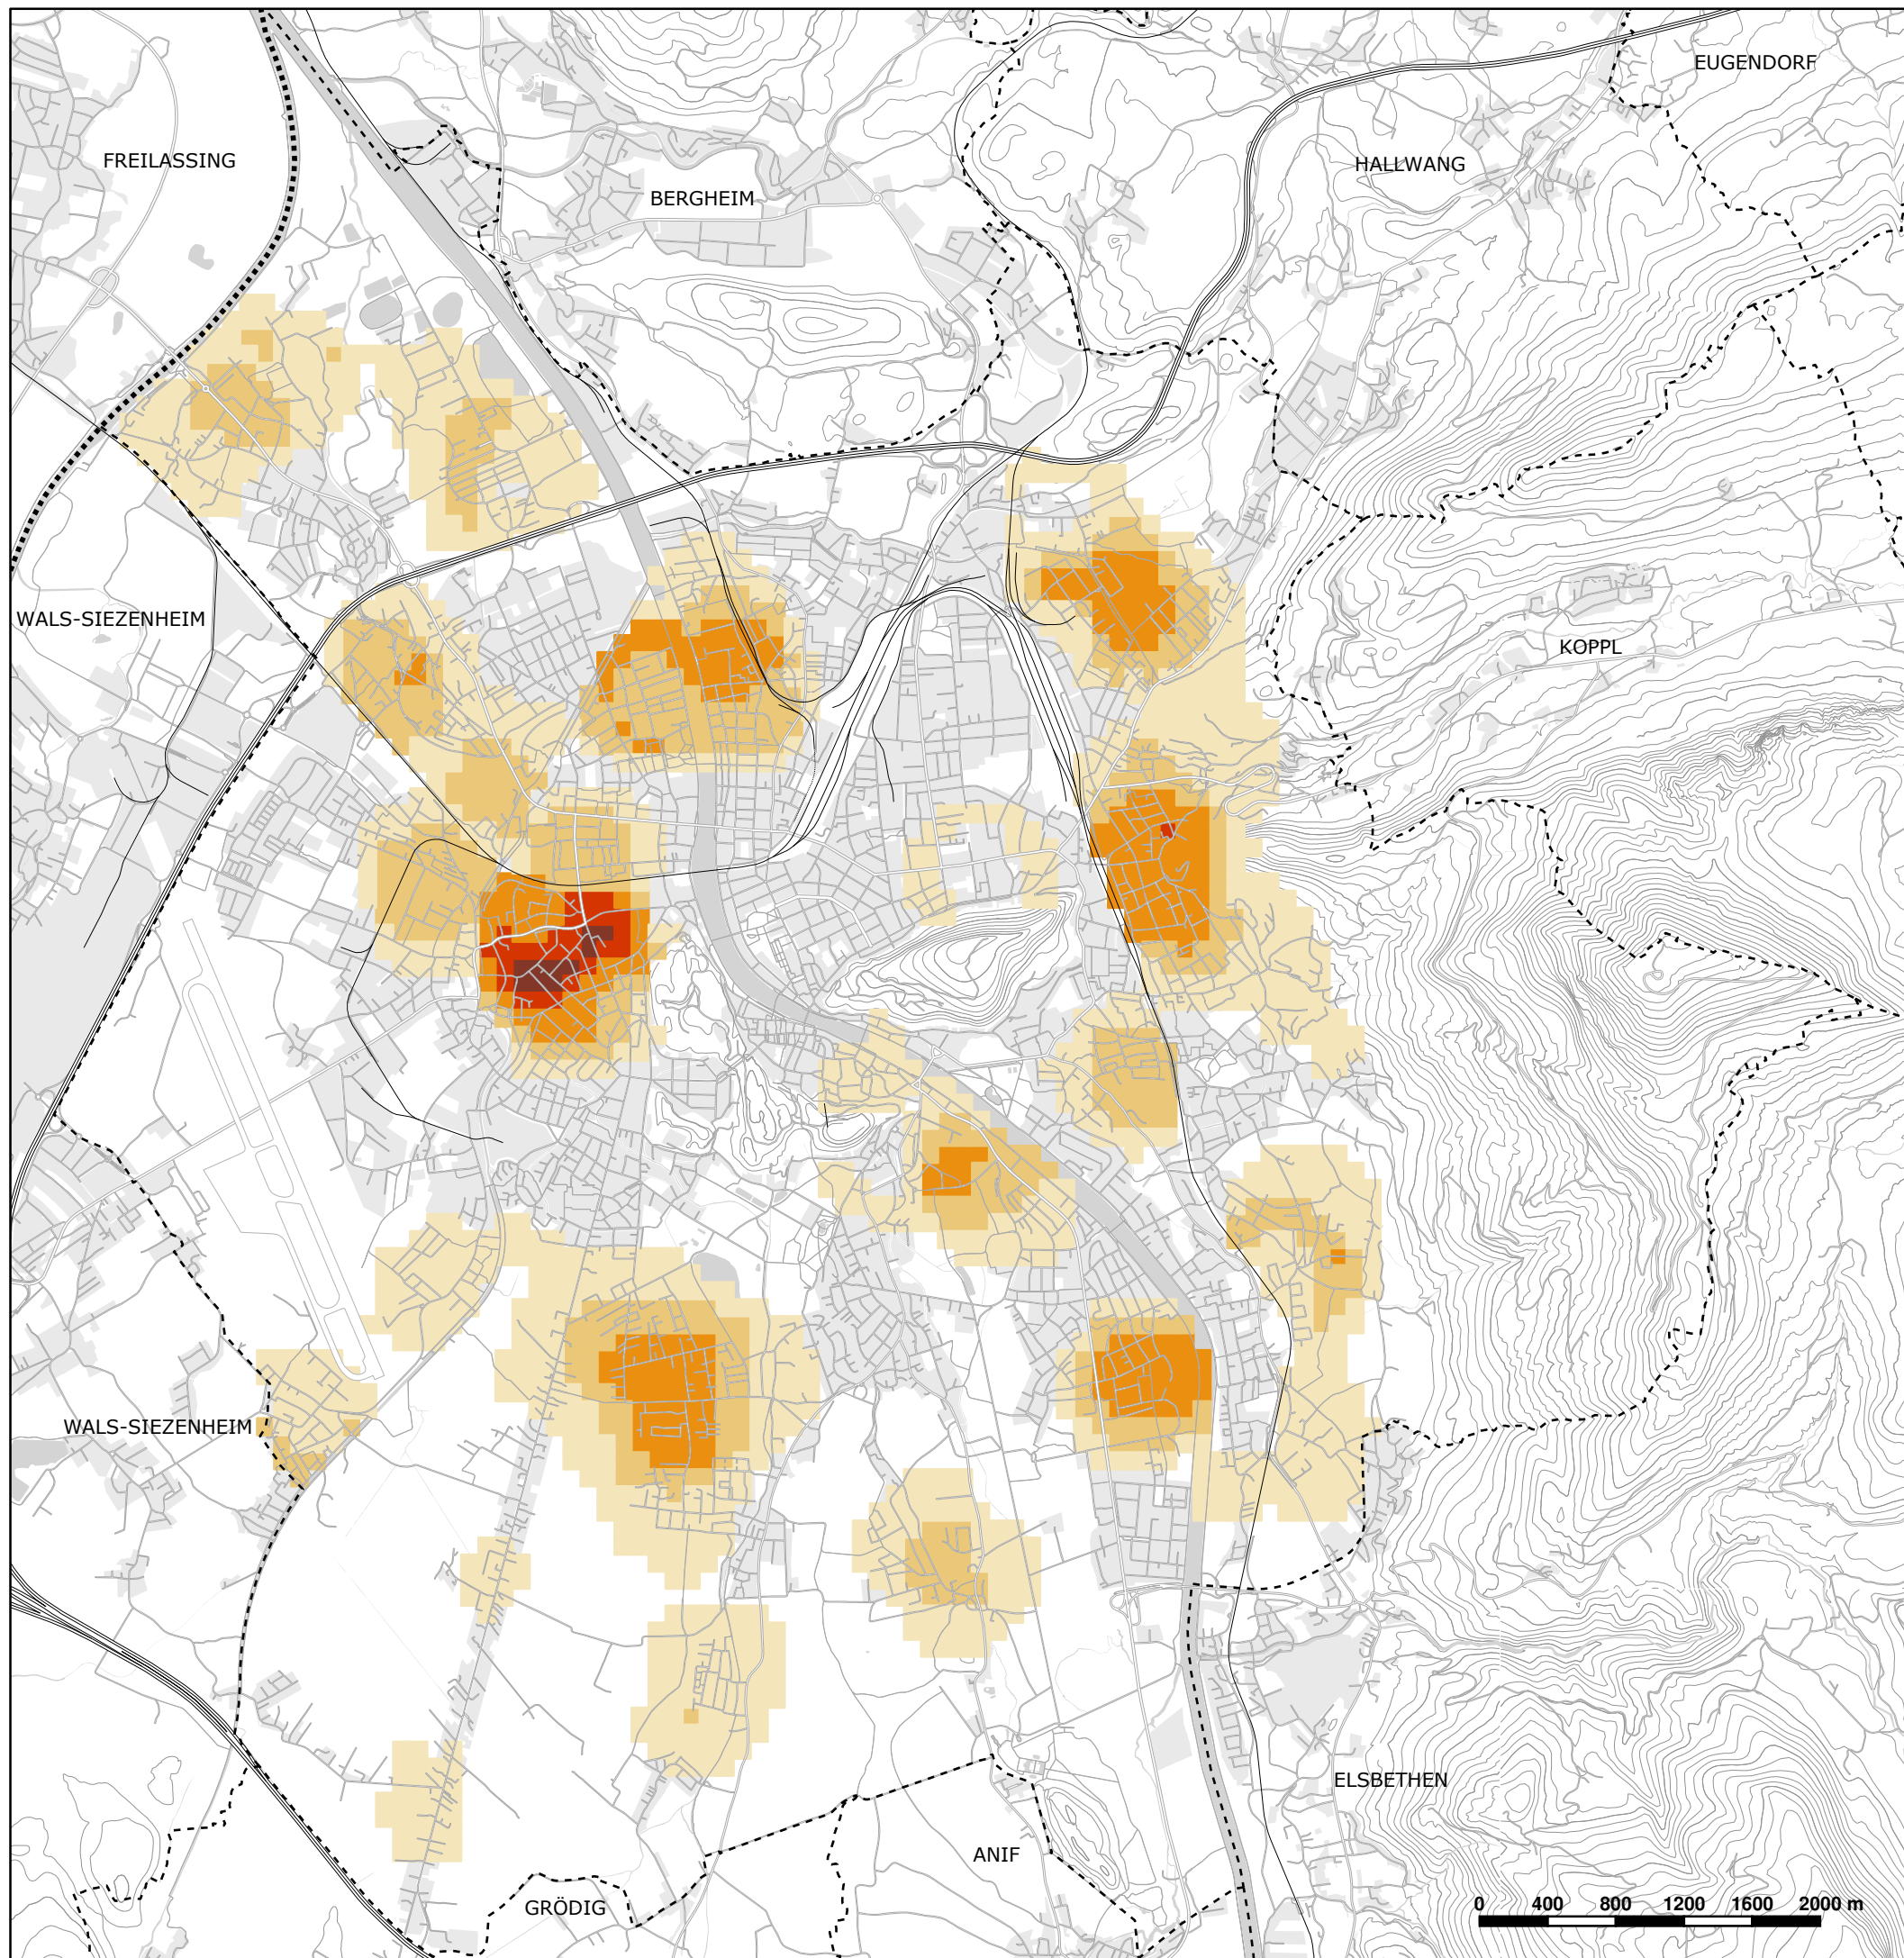 EUGENDORF
FREILASSING
HALLWANG
BERGHEIM
WALS-SIEZENHEIM
KOPPL
WALS-SIEZENHEIM
ELSBETHEN
ANIF
GRÖDIG
0 400 800 1200 1600 2000 m